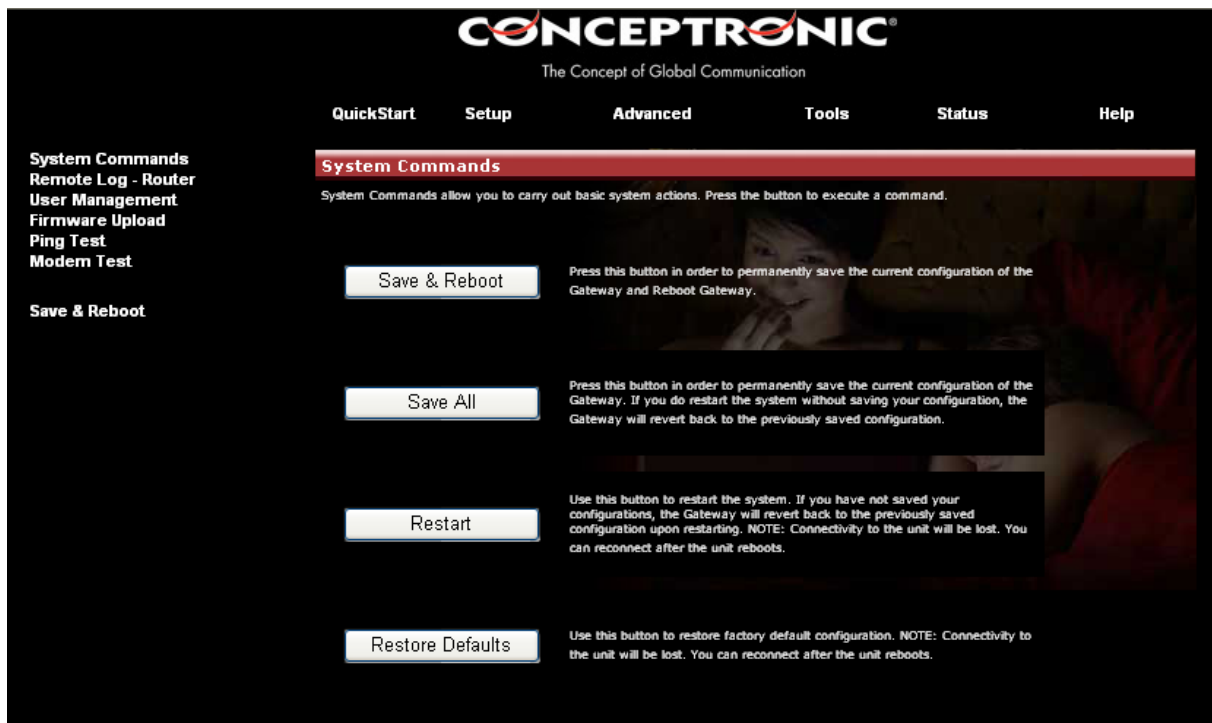 CONCEPTRONIC®
The Concept of Global Communication
QuickStart Setup Advanced Tools Status Help
System Commands
Remote Log - Router
User Management
Firmware Upload
Ping Test
Modem Test
Save & Reboot
System Commands
System Commands allow you to carry out basic system actions. Press the button to execute a command.
Save & Reboot
Press this button in order to permanently save the current configuration of the
Gateway and Reboot Gateway.
Save All
Press this button in order to permanently save the current configuration of the
Gateway. If you do restart the system without saving your configuration, the
Gateway will revert back to the previously saved configuration.
Restart
Use this button to restart the system. If you have not saved your
configurations, the Gateway will revert back to the previously saved
configuration upon restarting. NOTE: Connectivity to the unit will be lost. You
can reconnect after the unit reboots.
Restore Defaults
Use this button to restore factory default configuration. NOTE: Connectivity to
the unit will be lost. You can reconnect after the unit reboots.